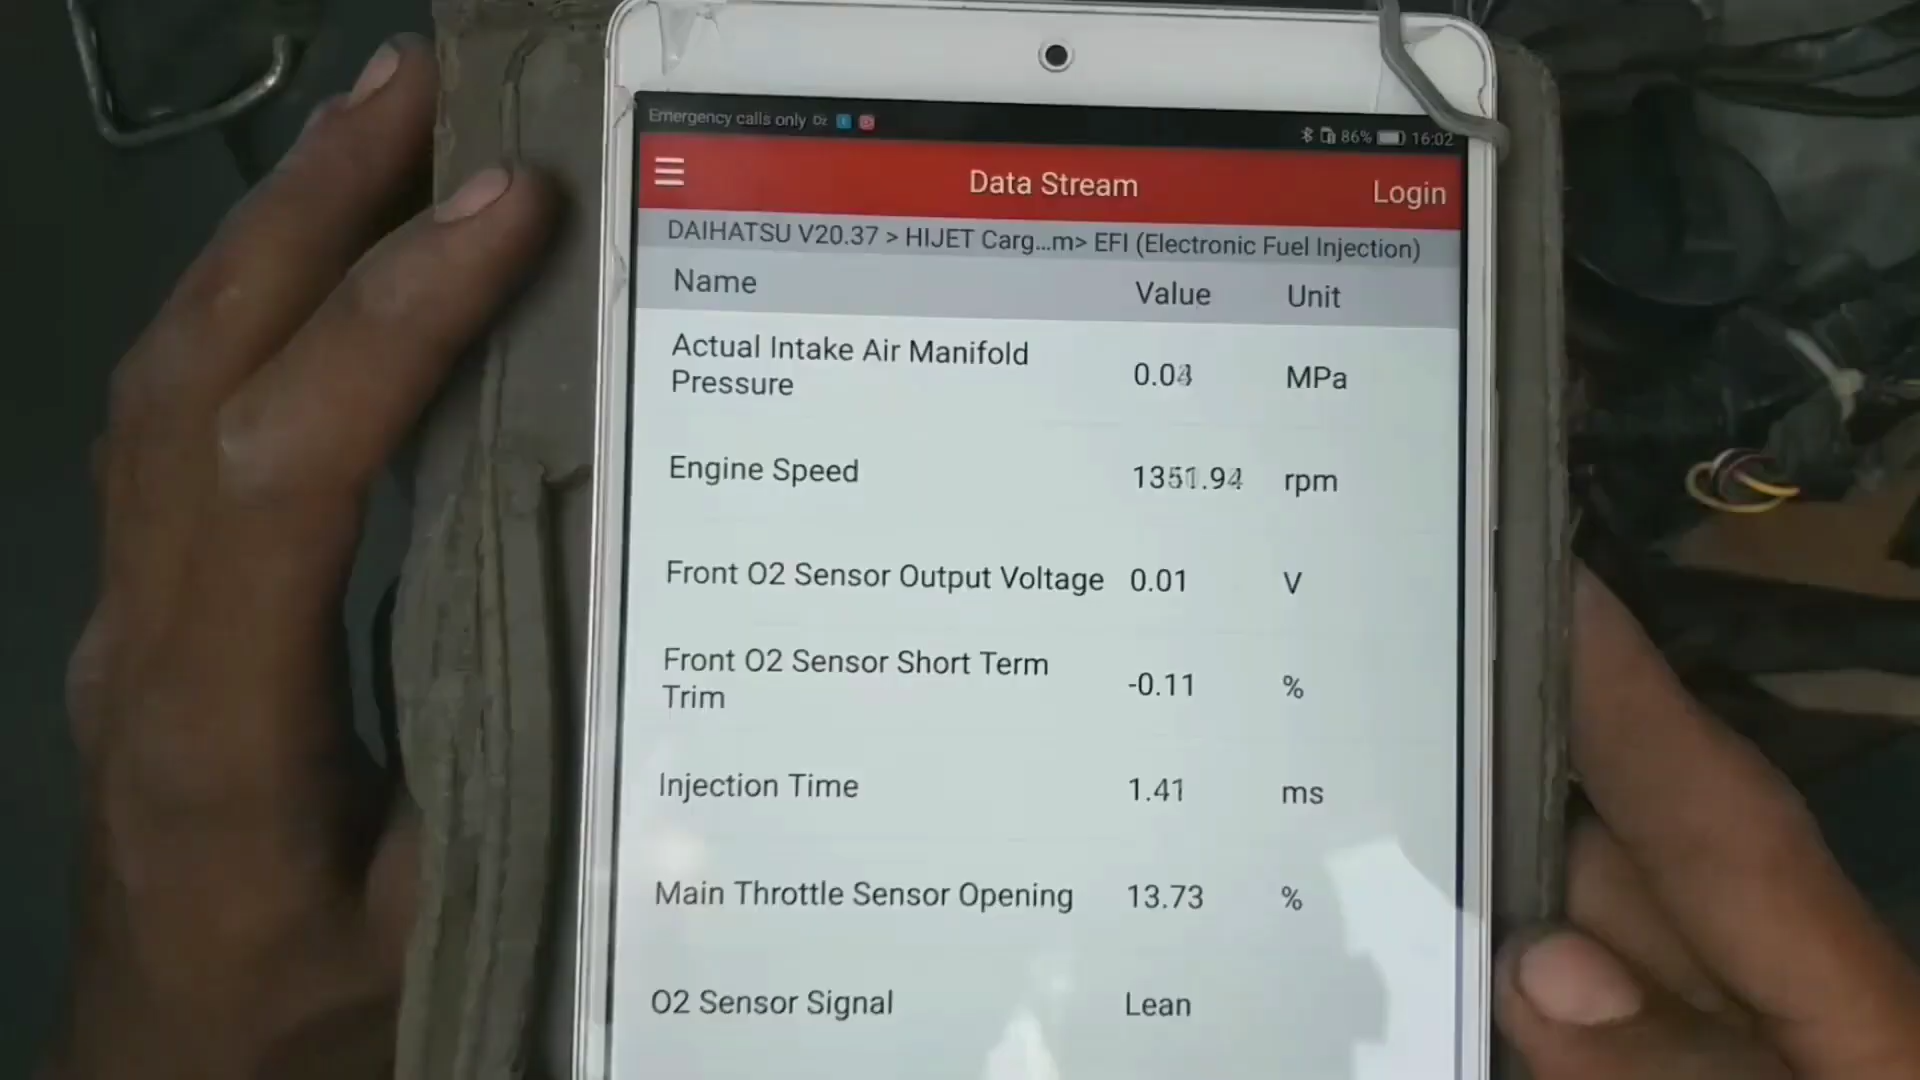 Emergency calls only
86% 16:02
Data Stream
Login
DAIHATSU V20.37 > HIJET Carg...m> EFI (Electronic Fuel Injection)
Name Value Unit
Actual Intake Air Manifold
Pressure
MPa
Engine Speed rpm
Front O2 Sensor Output Voltage 0.01 V
Front O2 Sensor Short Term
Trim
-0.11 %
Injection Time 1.41 ms
Main Throttle Sensor Opening 13.73 %
O2 Sensor Signal Lean